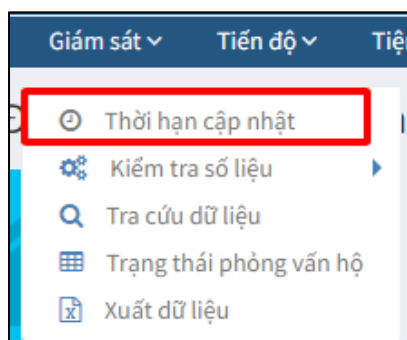 Giám sát Tiến độ Tiệ
Thời hạn cập nhật
Kiểm tra số liệu
Tra cứu dữ liệu
Trạng thái phỏng vấn hộ
Xuất dữ liệu